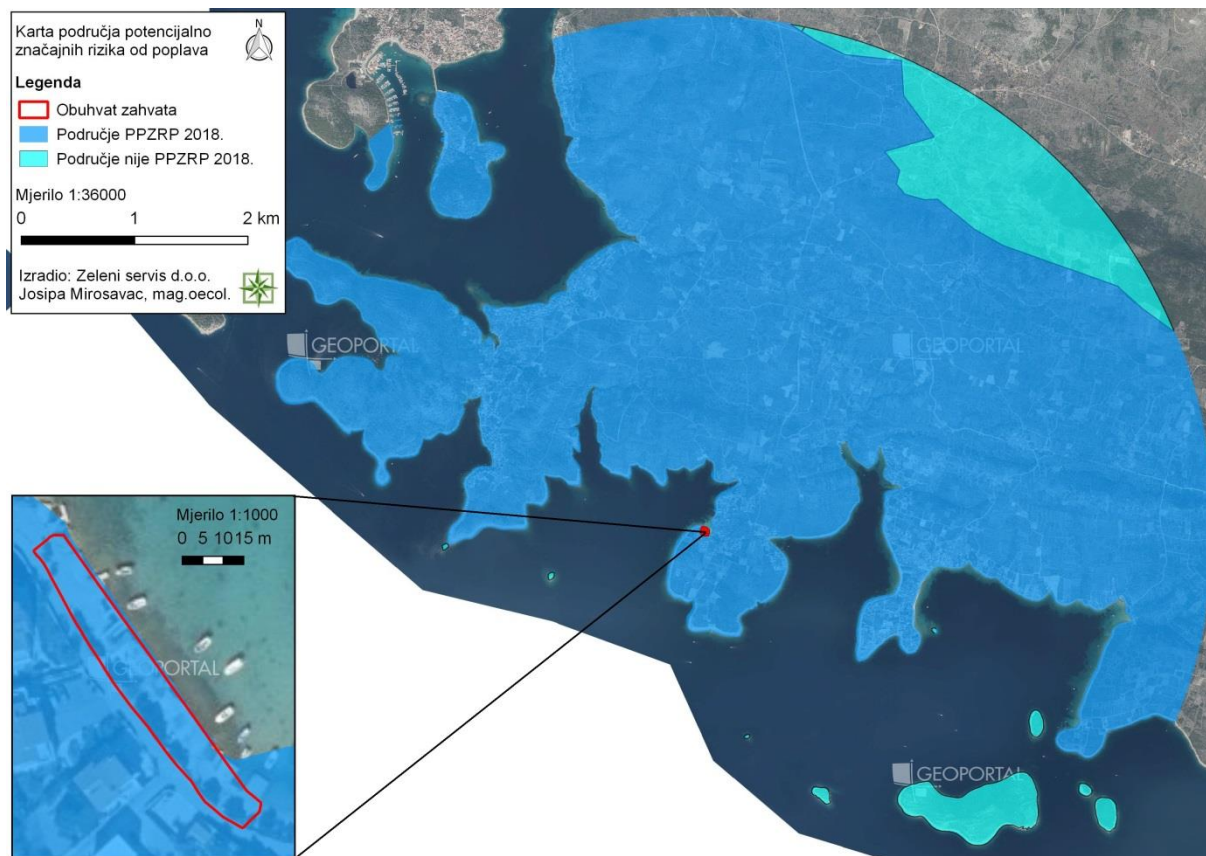 Karta područja potencijalno
značajnih rizika od poplava
N
Legenda
Obuhvat zahvata
Područje PPZRP 2018.
Područje nije PPZRP 2018.
Mjerilo 1:36000
0 1 2 km
Izradio: Zeleni servis d.o.o.
Josipa Mirosavac, mag.oecol.
GEOPORTAL
GEOPORTAL
Mjerilo 1:1000
0 5 1015 m
GEOPORTAL
GEOPORTAL